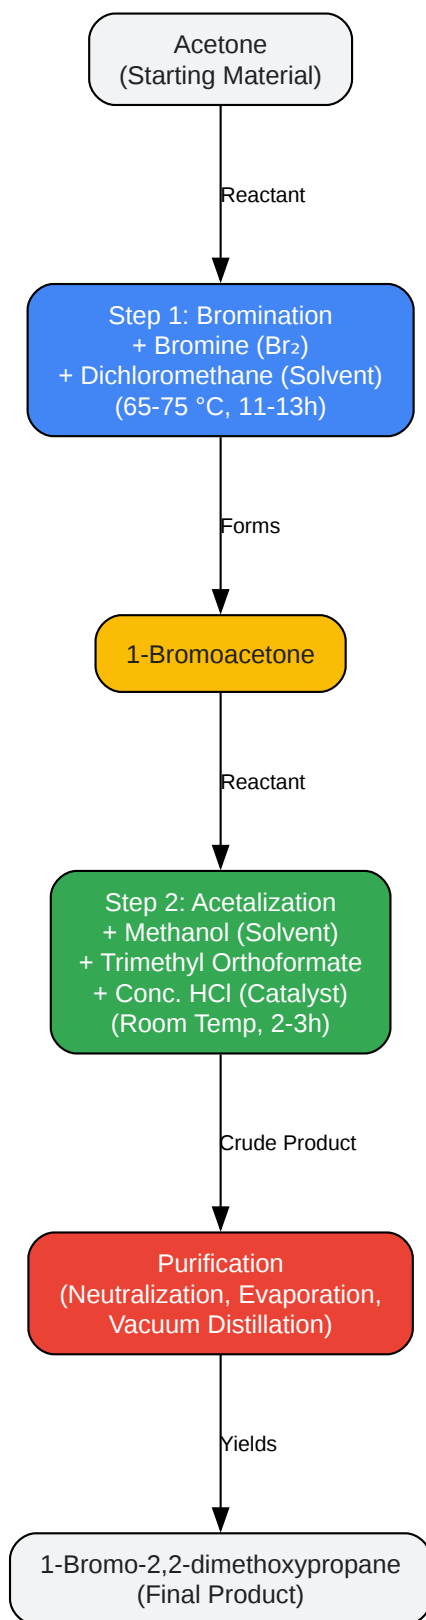 Acetone
(Starting Material)
Reactant
Step 1: Bromination
+ Bromine (Br₂)
+ Dichloromethane (Solvent)
(65-75 °C, 11-13h)
Forms
1-Bromoacetone
Reactant
Step 2: Acetalization
+ Methanol (Solvent)
+ Trimethyl Orthoformate
+ Conc. HCl (Catalyst)
(Room Temp, 2-3h)
Crude Product
Purification
(Neutralization, Evaporation,
Vacuum Distillation)
Yields
1-Bromo-2,2-dimethoxypropane
(Final Product)